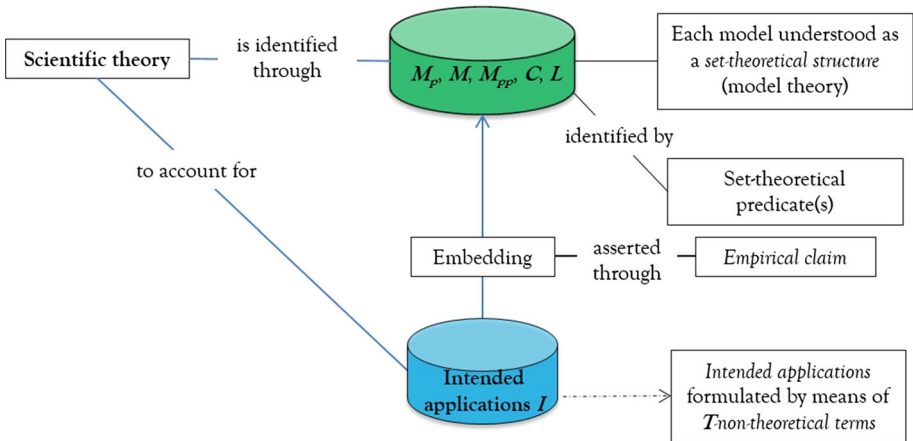 Scientific theory
is identified
through
M_p, M, M_pp, C, L
Each model understood as
a set-theoretical structure
(model theory)
identified by
to account for
Set-theoretical
predicate(s)
Embedding
asserted
through
Empirical claim
Intended
applications I
Intended applications
formulated by means of
T-non-theoretical terms